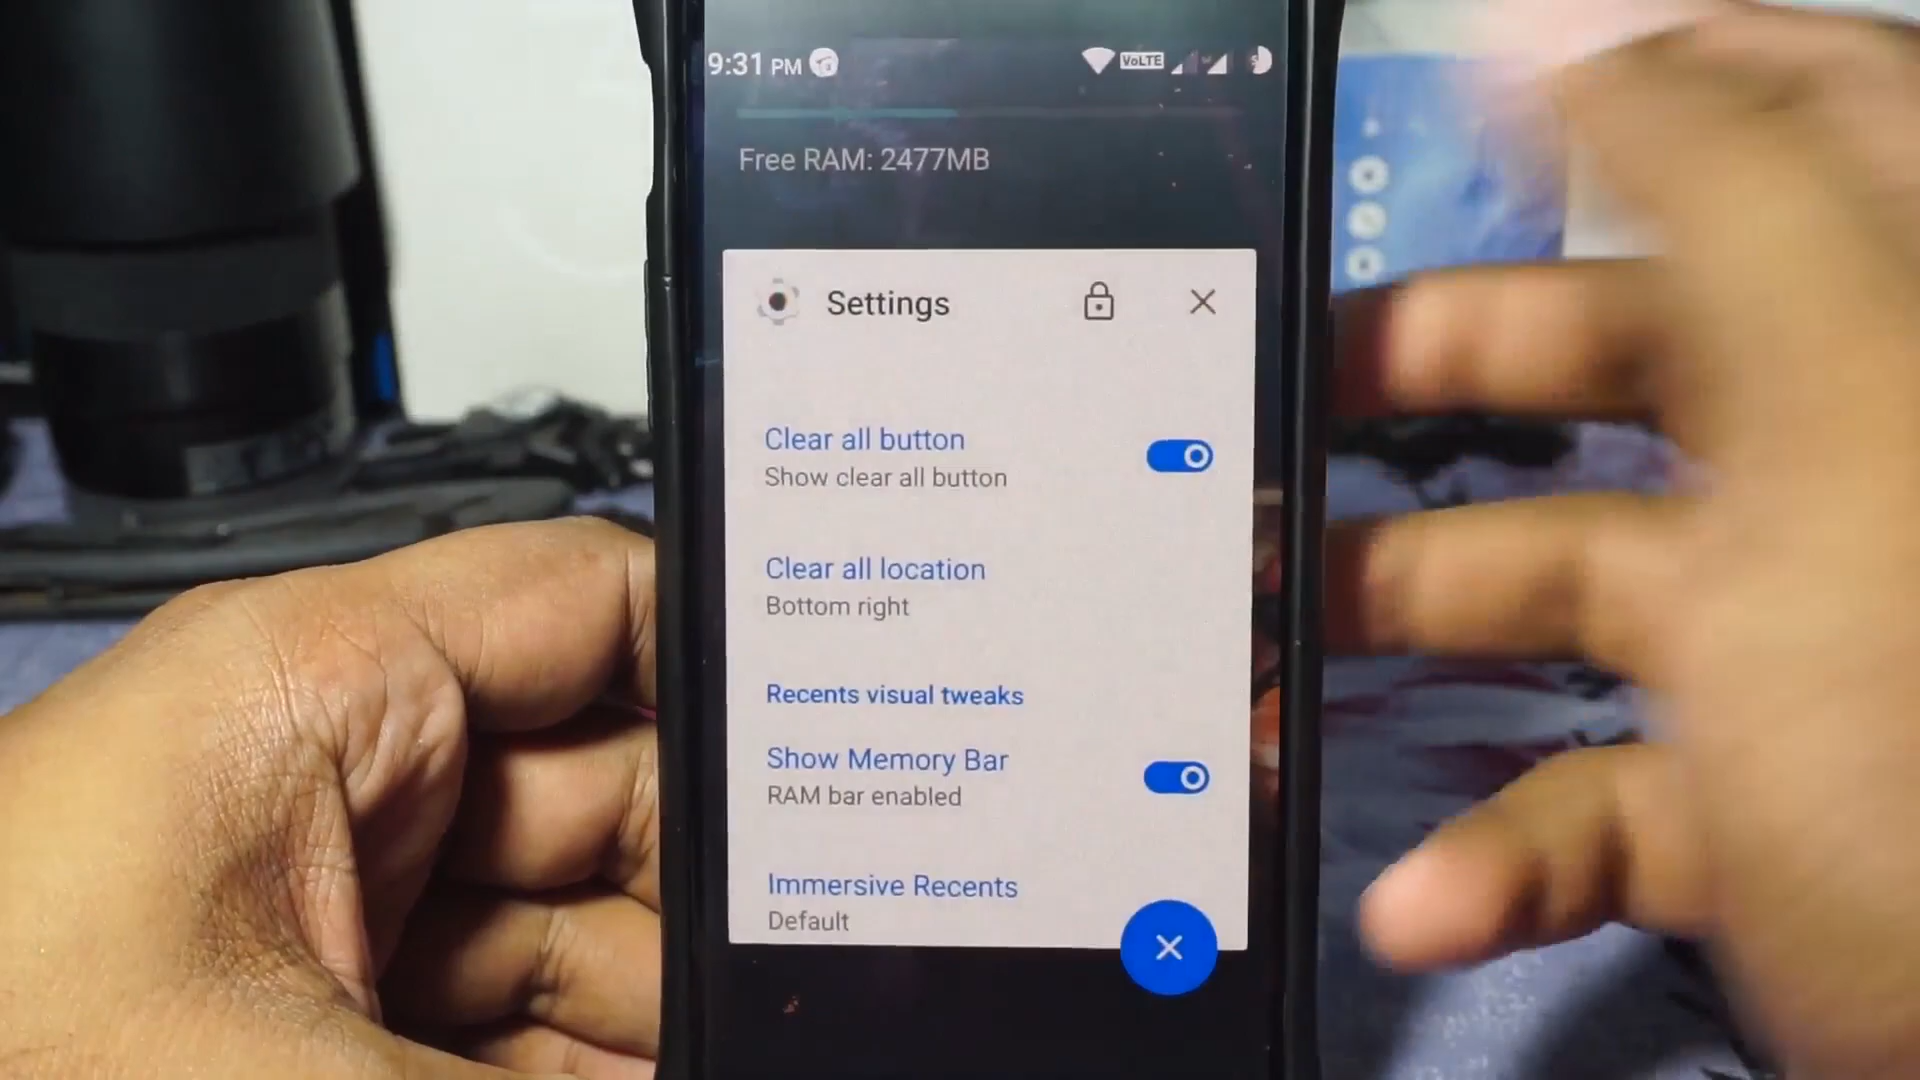 9:31 PM VoLTE
Free RAM: 2477MB
Settings
Clear all button
Show clear all button
Clear all location
Bottom right
Recents visual tweaks
Show Memory Bar
RAM bar enabled
Immersive Recents
Default